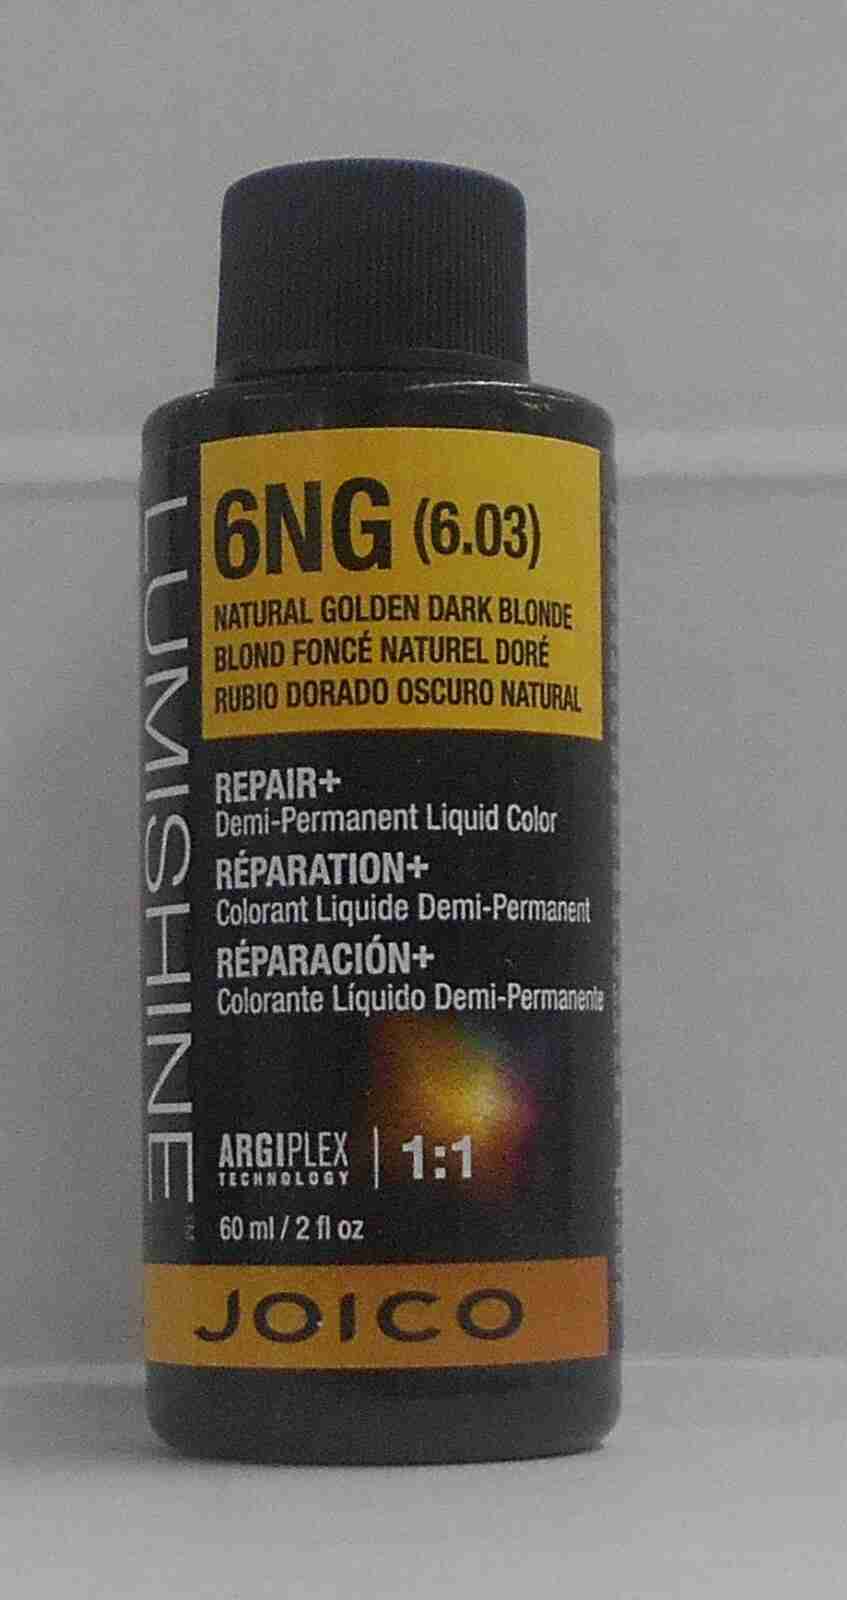 LUMISHINE
6NG (6.03)
NATURAL GOLDEN DARK BLONDE
BLOND FONCÉ NATUREL DORÉ
RUBIO DORADO OSCURO NATURAL
REPAIR+
Demi-Permanent Liquid Color
RÉPARATION+
Colorant Liquide Demi-Permanent
RÉPARACIÓN+
Colorante Líquido Demi-Permanente
ARGIPLEX | 1:1
TECHNOLOGY
60 ml / 2 fl oz
JOICO